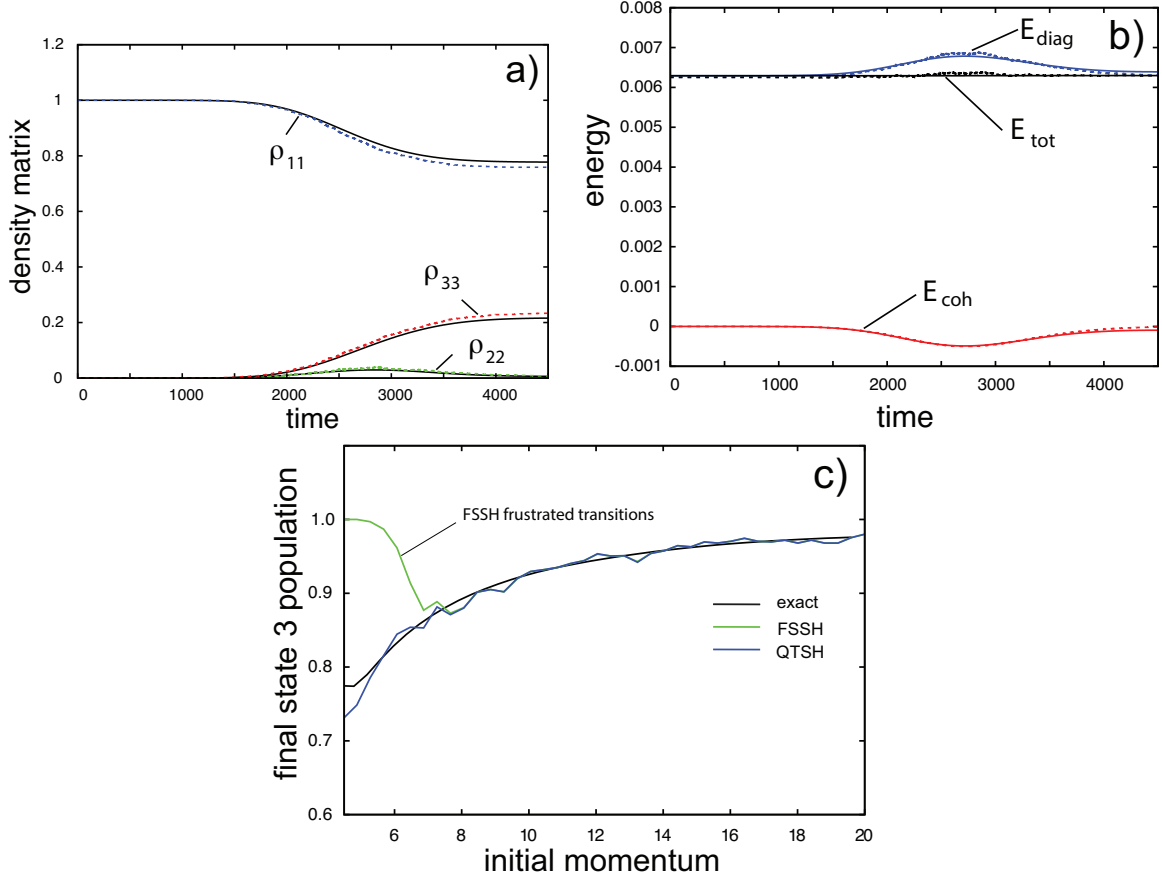 a)
1.2
1
0.8
0.6
0.4
0.2
0
density matrix
ρ11
ρ33
ρ22
0 1000 2000 3000 4000
time
b)
0.008
0.007
0.006
0.005
0.004
0.003
0.002
0.001
0
-0.001
energy
Ediag
Etot
Ecoh
0 1000 2000 3000 4000
time
c)
1.0
0.9
0.8
0.7
0.6
final state 3 population
FSSH frustrated transitions
exact
FSSH
QTSH
6 8 10 12 14 16 18 20
initial momentum